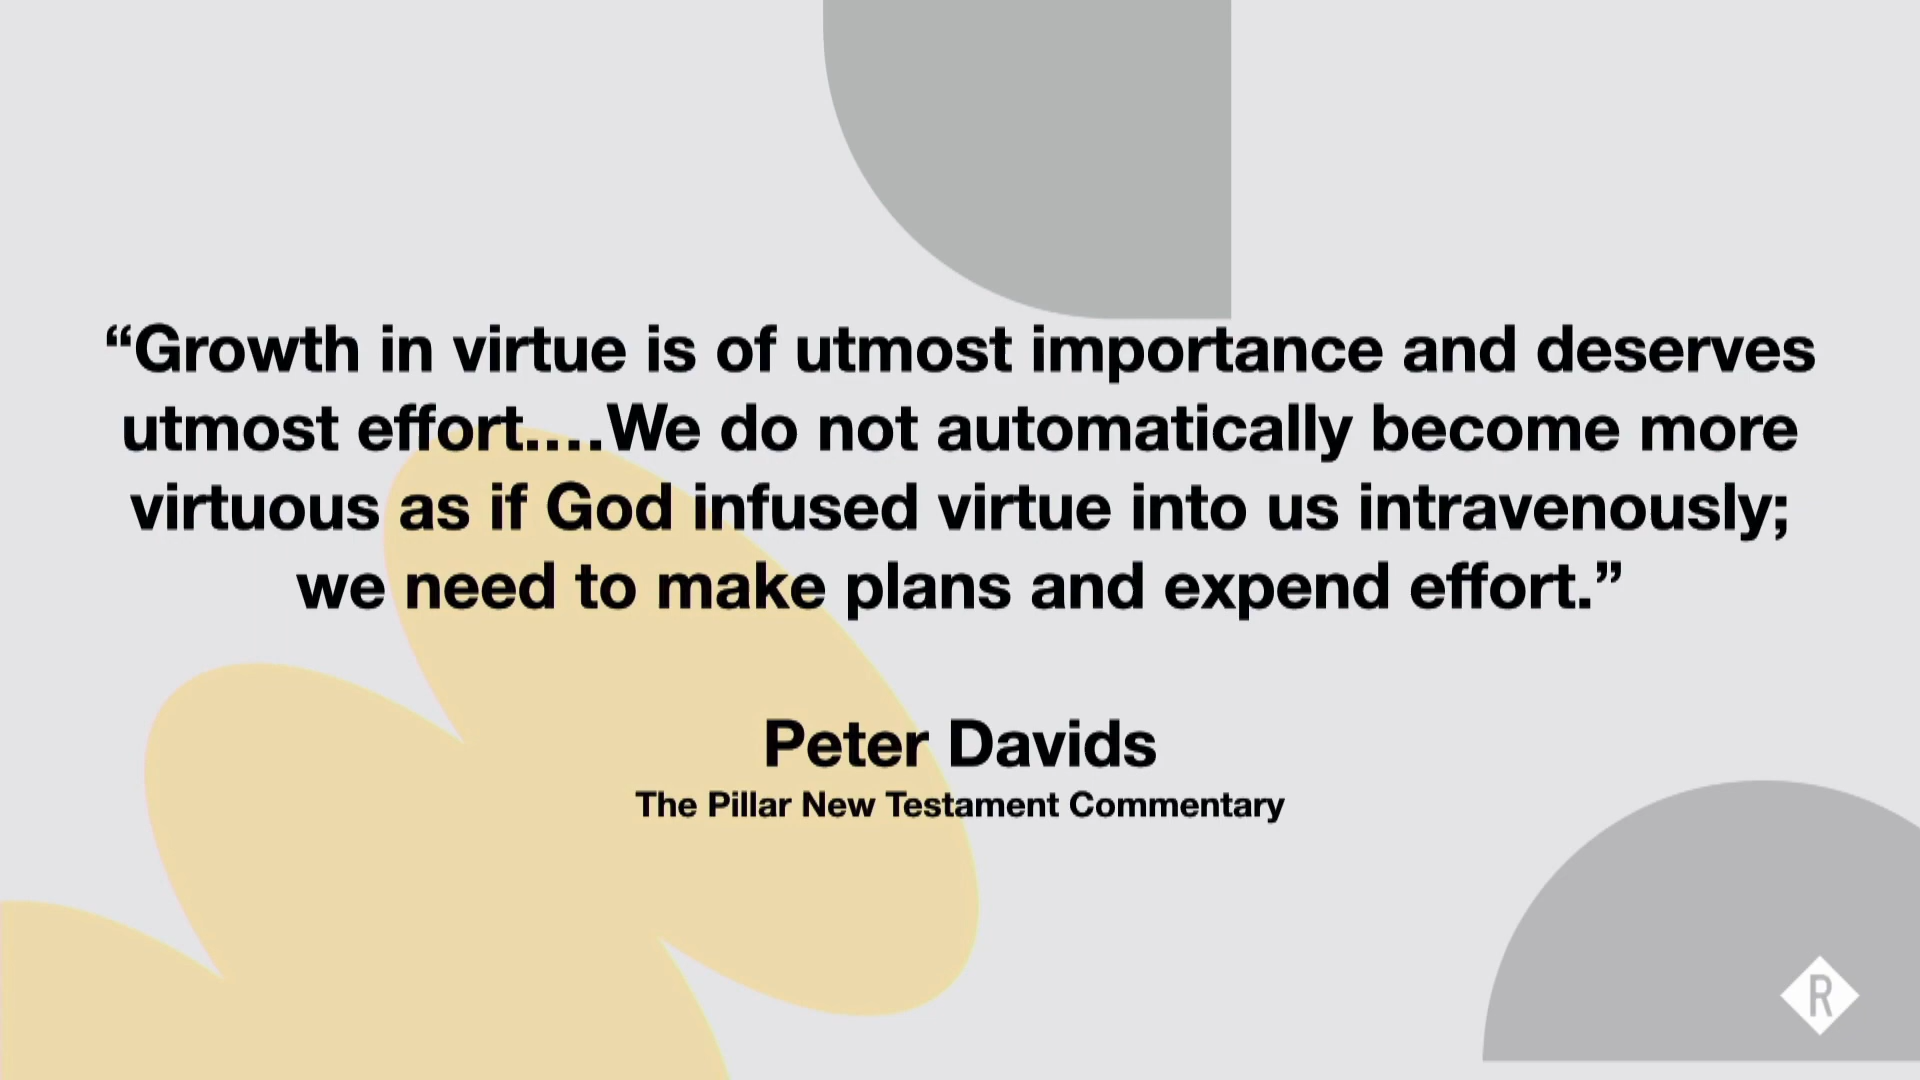 “Growth in virtue is of utmost importance and deserves
utmost effort....We do not automatically become more
virtuous as if God infused virtue into us intravenously;
we need to make plans and expend effort.”
Peter Davids
The Pillar New Testament Commentary
R